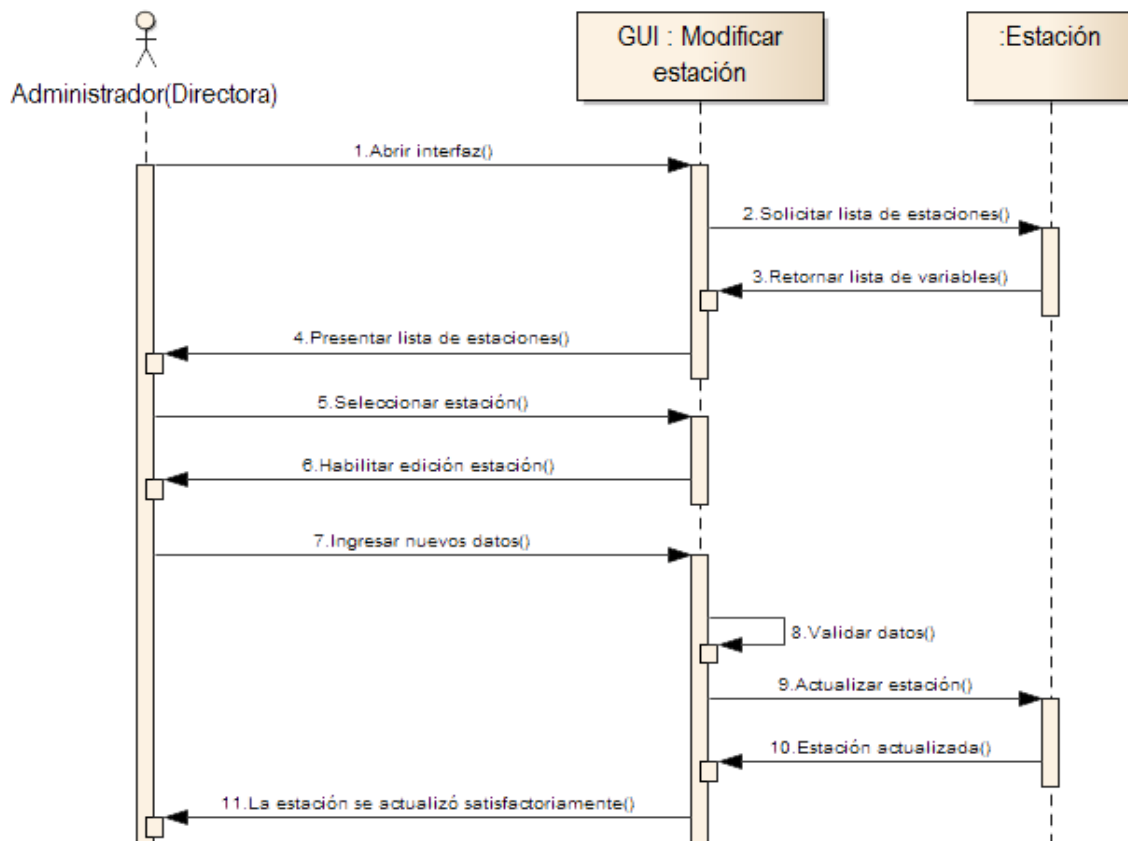 Administrador(Directora)
GUI : Modificar
estación
:Estación
1.Abrir interfaz()
2.Solicitar lista de estaciones()
3.Retornar lista de variables()
4.Presentar lista de estaciones()
5.Seleccionar estación()
6.Habilitar edición estación()
7.Ingresar nuevos datos()
8.Validar datos()
9.Actualizar estación()
10.Estación actualizada()
11.La estación se actualizó satisfactoriamente()